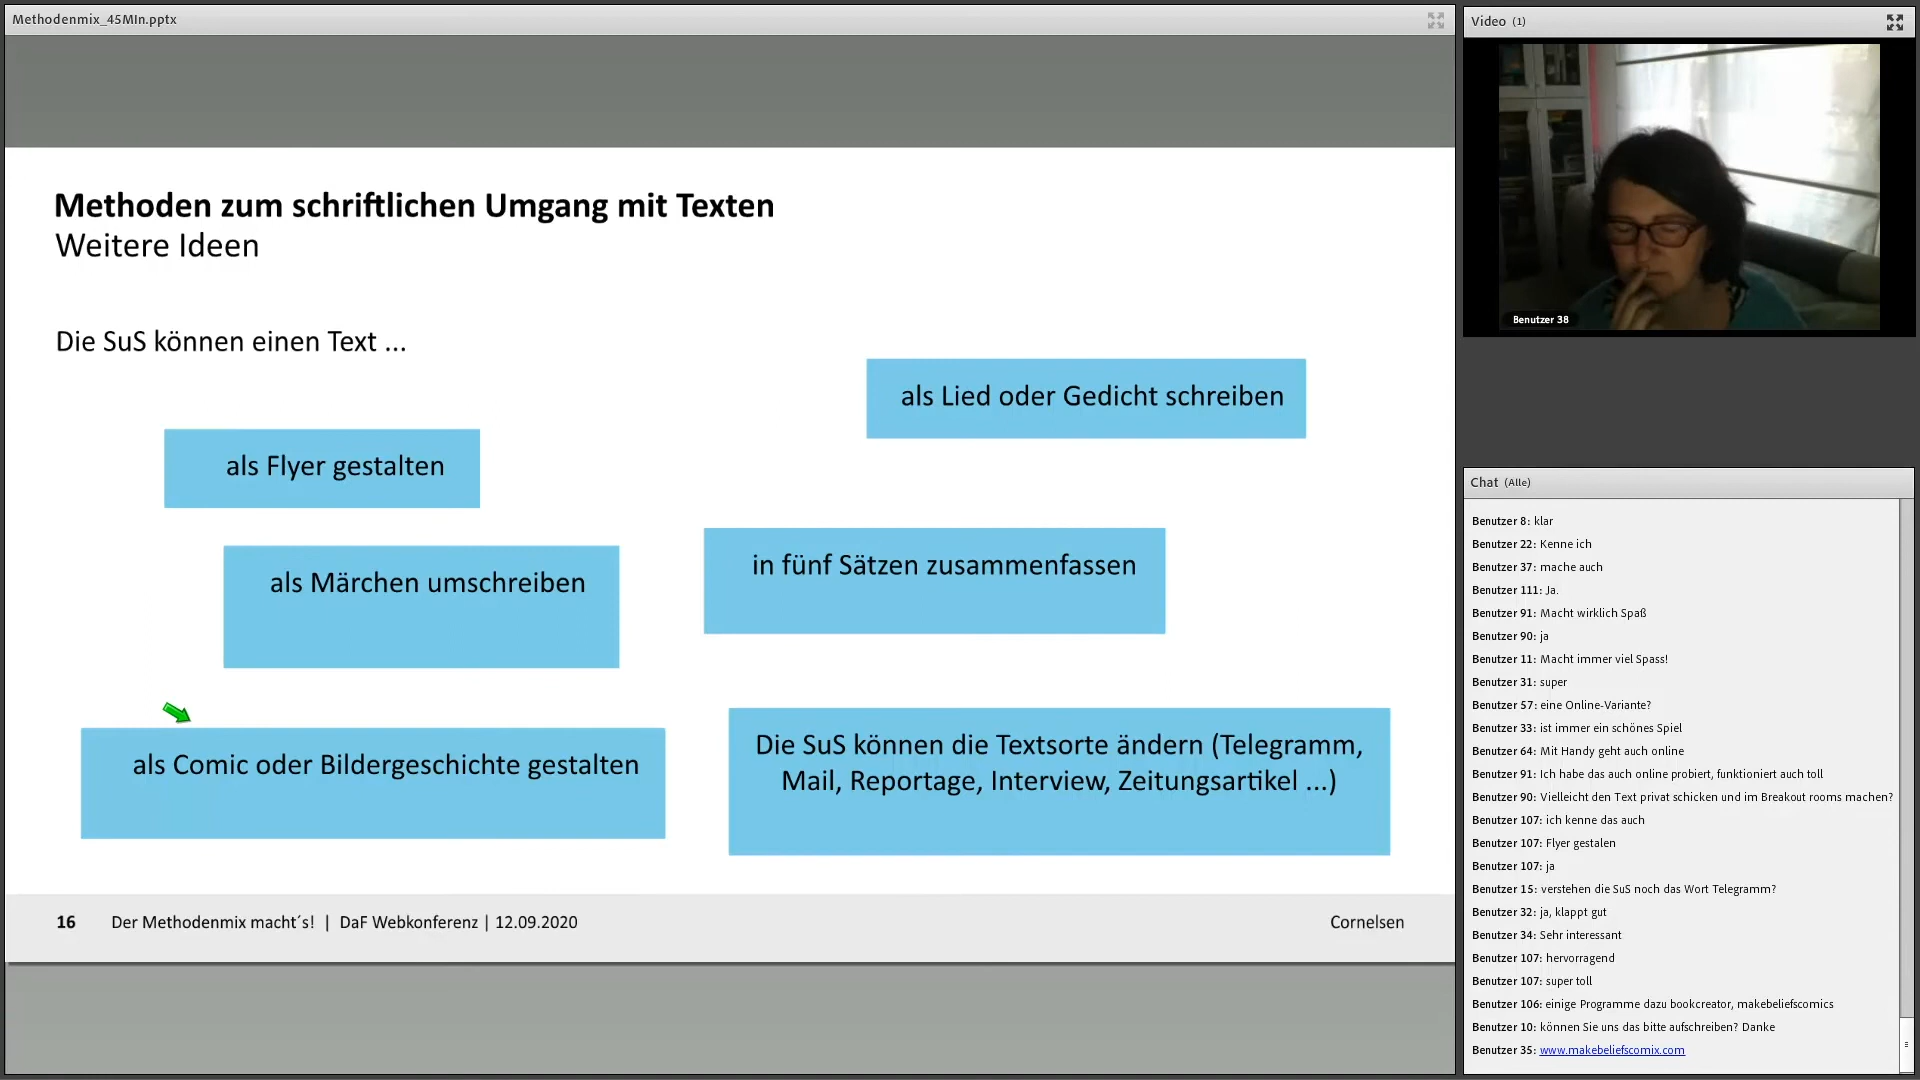 Methodenmix_45MIn.pptx
Methoden zum schriftlichen Umgang mit Texten
Weitere Ideen
Die SuS können einen Text ...
als Lied oder Gedicht schreiben
als Flyer gestalten
in fünf Sätzen zusammenfassen
als Märchen umschreiben
als Comic oder Bildergeschichte gestalten
Die SuS können die Textsorte ändern (Telegramm,
Mail, Reportage, Interview, Zeitungsartikel ...)
16 Der Methodenmix macht´s! | DaF Webkonferenz | 12.09.2020 Cornelsen
Video (1)
Benutzer 38
Chat (Alle)
Benutzer 8: klar
Benutzer 22: Kenne ich
Benutzer 37: mache auch
Benutzer 111: Ja.
Benutzer 91: Macht wirklich Spaß
Benutzer 90: ja
Benutzer 11: Macht immer viel Spass!
Benutzer 31: super
Benutzer 57: eine Online-Variante?
Benutzer 33: ist immer ein schönes Spiel
Benutzer 64: Mit Handy geht auch online
Benutzer 91: Ich habe das auch online probiert, funktioniert auch toll
Benutzer 90: Vielleicht den Text privat schicken und im Breakout rooms machen?
Benutzer 107: ich kenne das auch
Benutzer 107: Flyer gestalen
Benutzer 107: ja
Benutzer 15: verstehen die SuS noch das Wort Telegramm?
Benutzer 32: ja, klappt gut
Benutzer 34: Sehr interessant
Benutzer 107: hervorragend
Benutzer 107: super toll
Benutzer 106: einige Programme dazu bookcreator, makebeliefscomics
Benutzer 10: können Sie uns das bitte aufschreiben? Danke
Benutzer 35: www.makebeliefscomix.com